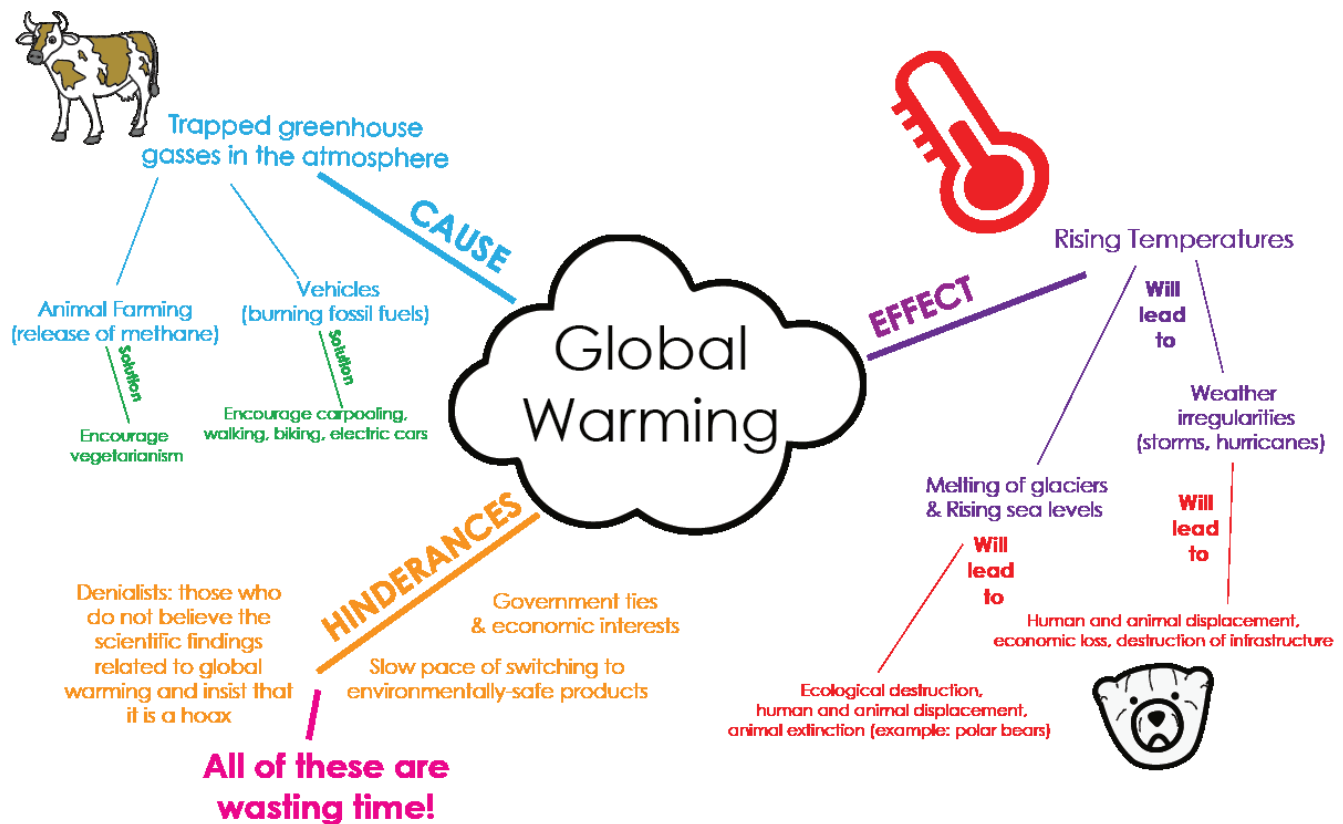 Trapped greenhouse
gasses in the atmosphere
CAUSE
Animal Farming
(release of methane)
Solution
Encourage
vegetarianism
Vehicles
(burning fossil fuels)
Solution
Encourage carpooling,
walking, biking, electric cars
Global
Warming
EFFECT
Rising Temperatures
Will
lead
to
Melting of glaciers
& Rising sea levels
Will
lead
to
Ecological destruction,
human and animal displacement,
animal extinction (example: polar bears)
Weather
irregularities
(storms, hurricanes)
Will
lead
to
Human and animal displacement,
economic loss, destruction of infrastructure
HINDERANCES
Denialists: those who
do not believe the
scientific findings
related to global
warming and insist that
it is a hoax
Government ties
& economic interests
Slow pace of switching to
environmentally-safe products
All of these are
wasting time!